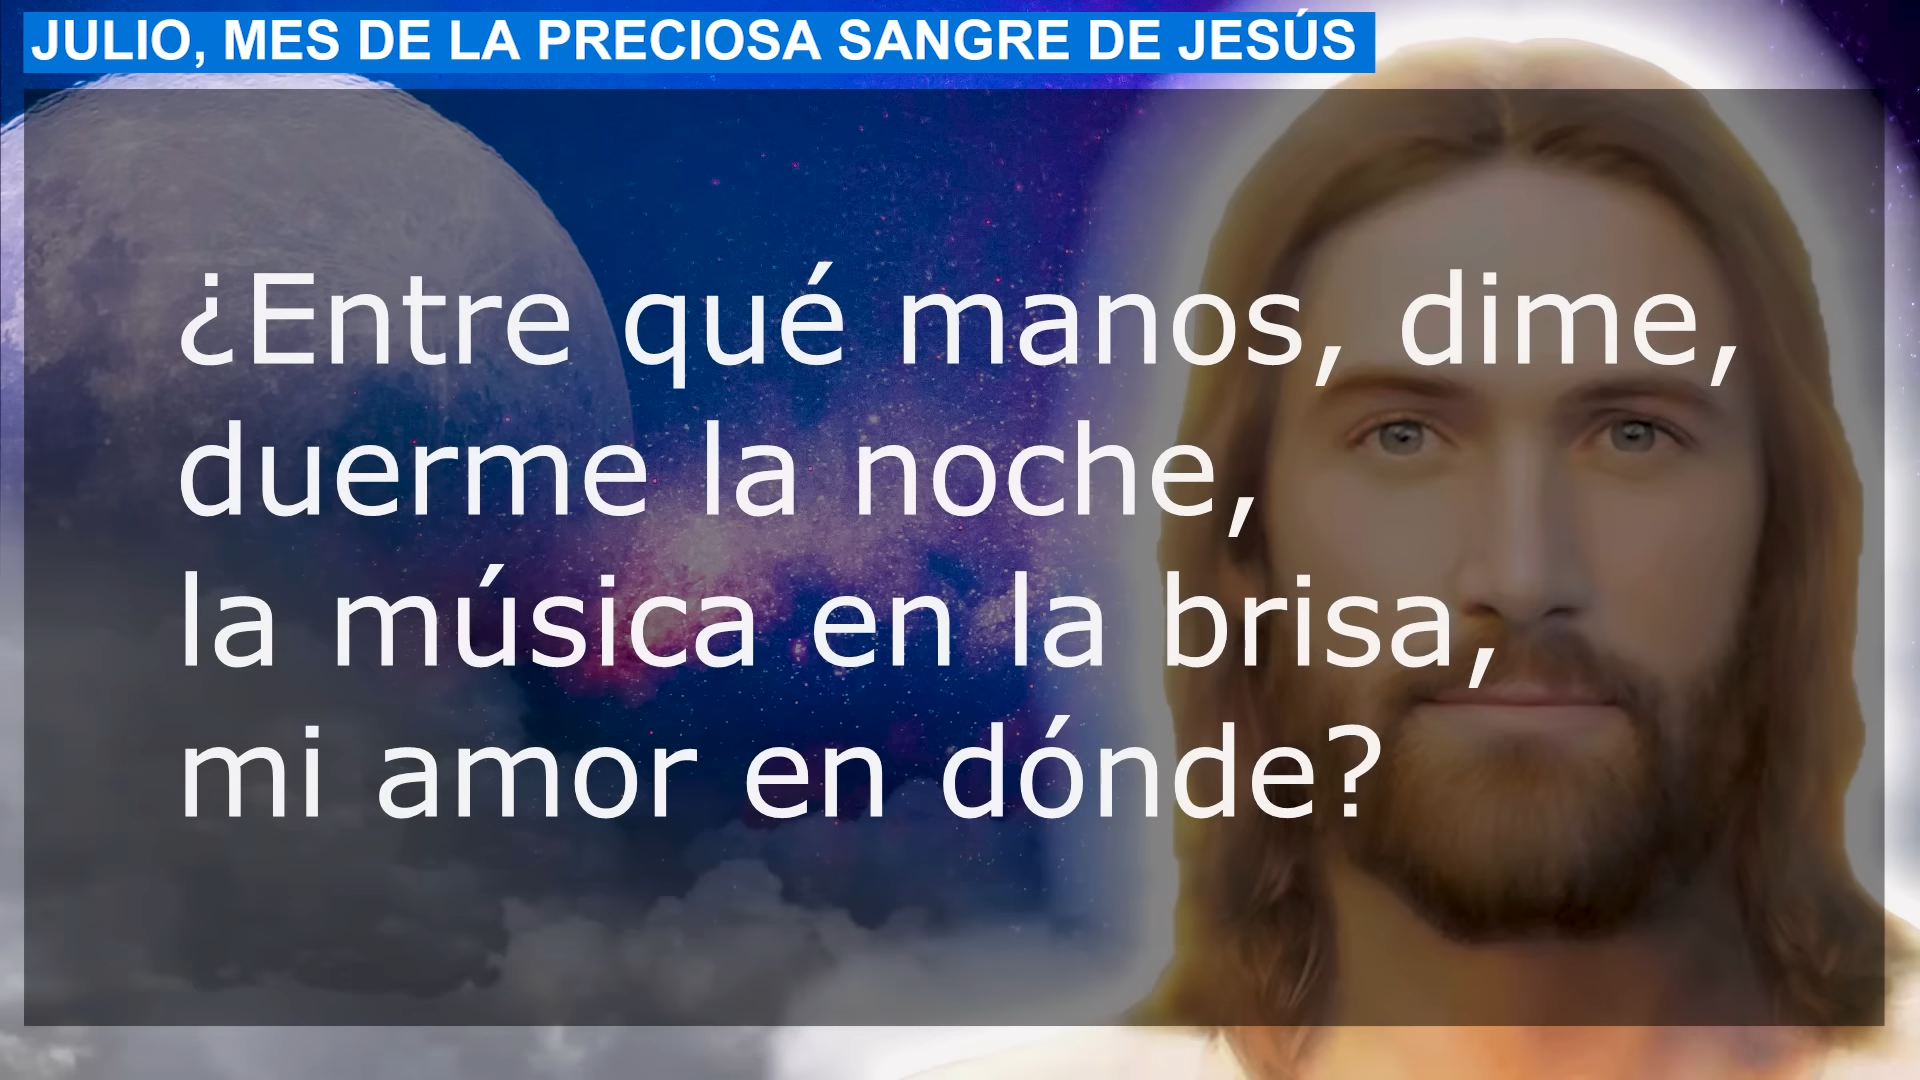 JULIO, MES DE LA PRECIOSA SANGRE DE JESÚS
¿Entre qué manos, dime,
duerme la noche,
la música en la brisa,
mi amor en dónde?